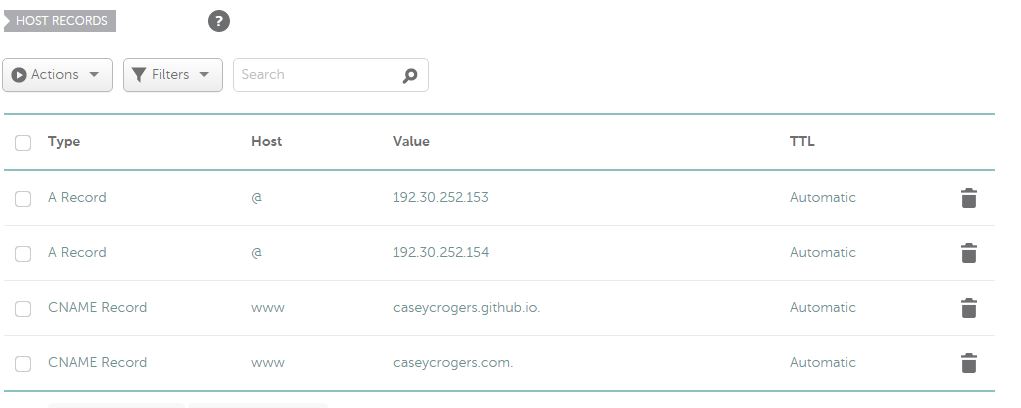 HOST RECORDS ?
Actions Filters Search
Type Host Value TTL
A Record @ 192.30.252.153 Automatic
A Record @ 192.30.252.154 Automatic
CNAME Record www caseycrogers.github.io. Automatic
CNAME Record www caseycrogers.com. Automatic